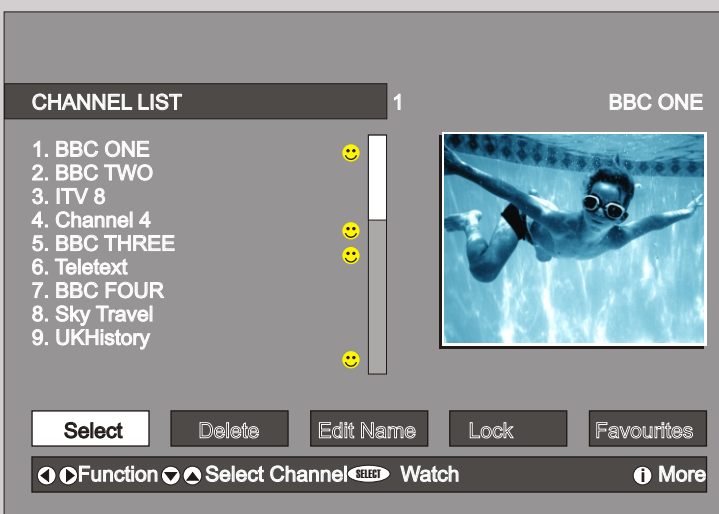 CHANNEL LIST 1 BBC ONE
1. BBC ONE
2. BBC TWO
3. ITV 8
4. Channel 4
5. BBC THREE
6. Teletext
7. BBC FOUR
8. Sky Travel
9. UKHistory
Select Delete Edit Name Lock Favourites
Function Select Channel SELECT Watch i More